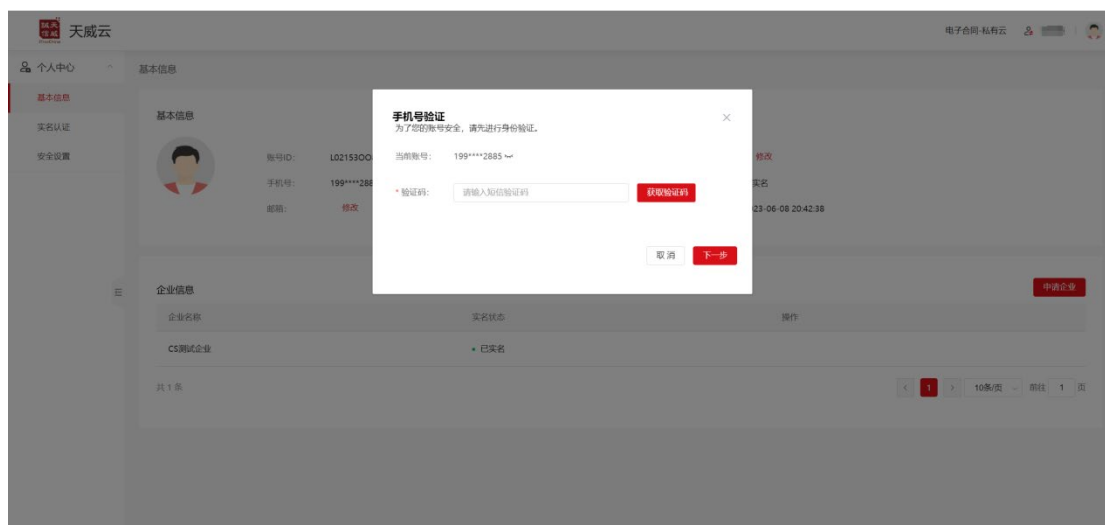 天威云
电子合同-私有云
个人中心
基本信息
基本信息
实名认证
安全设置
基本信息
账号ID: L02153OO
手机号: 199****288
邮箱: 修改
修改
实名
23-06-08 20:42:38
手机号验证
为了您的账号安全,请先进行身份验证。
当前账号: 199****2885
* 验证码: 请输入短信验证码 获取验证码
取消 下一步
企业信息 申请企业
企业名称 实名状态 操作
CS测试企业 已实名
共 1 条
1 10条/页 前往 1 页